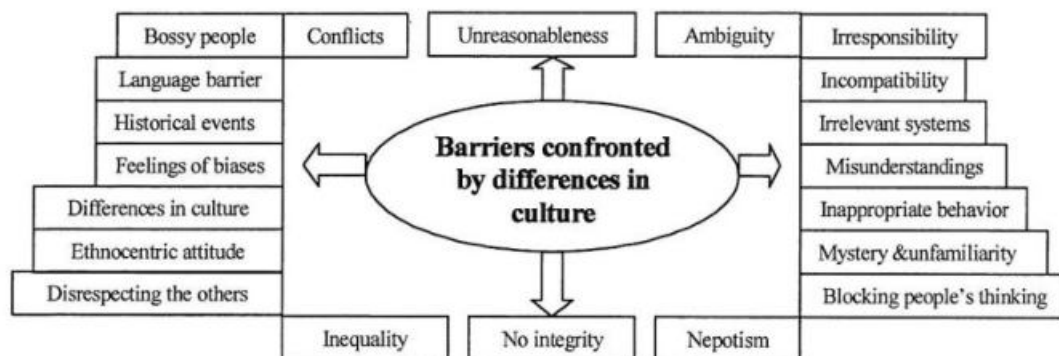 Bossy people
Conflicts
Unreasonableness
Ambiguity
Irresponsibility
Language barrier
Incompatibility
Historical events
Irrelevant systems
Feelings of biases
Misunderstandings
Barriers confronted
by differences in
culture
Differences in culture
Inappropriate behavior
Ethnocentric attitude
Mystery &unfamiliarity
Disrespecting the others
Blocking people's thinking
Inequality
No integrity
Nepotism